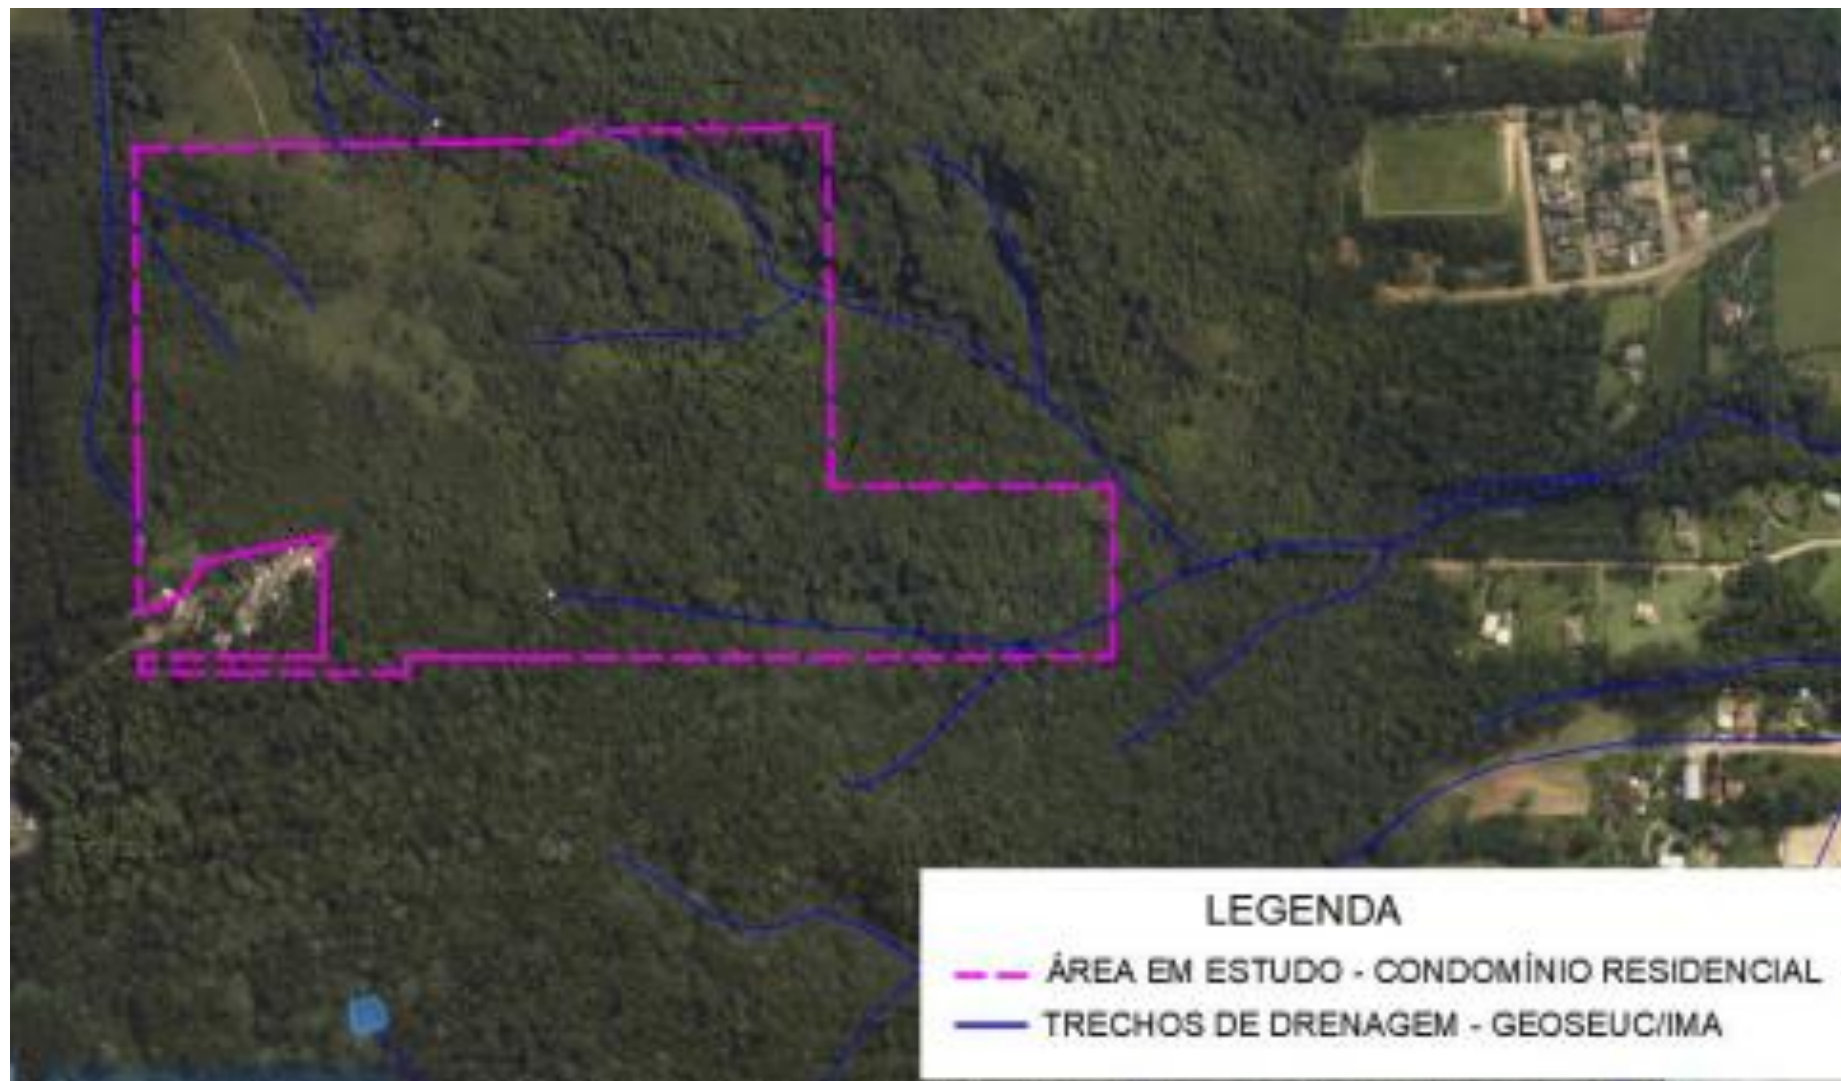 LEGENDA
ÁREA EM ESTUDO - CONDOMÍNIO RESIDENCIAL
TRECHOS DE DRENAGEM - GEOSEUC/IMA